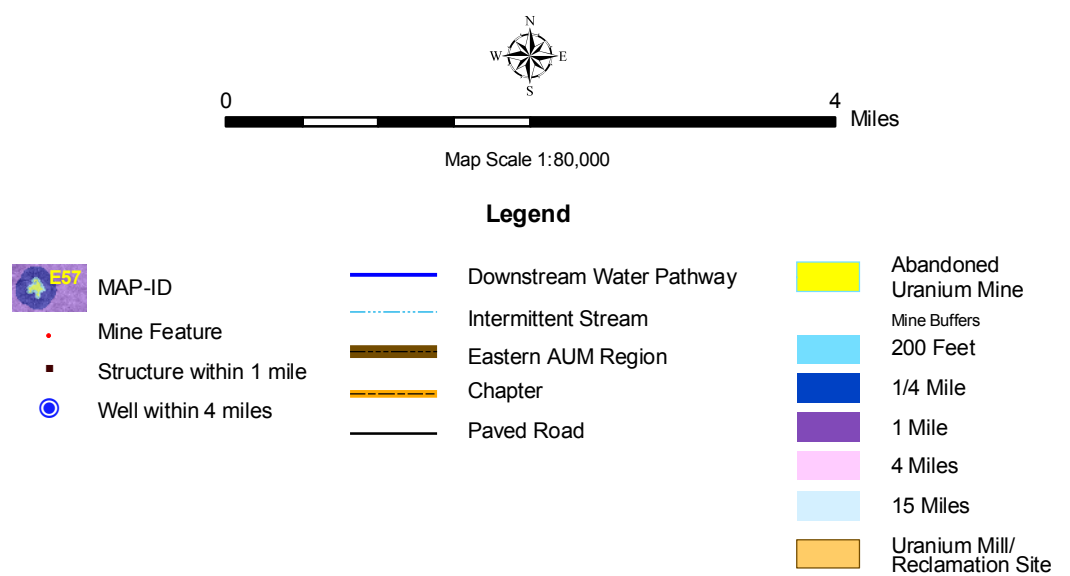 N
W E
S
0 4
Miles
Map Scale 1:80,000
Legend
E57 MAP-ID
Mine Feature
Structure within 1 mile
Well within 4 miles
Downstream Water Pathway
Intermittent Stream
Eastern AUM Region
Chapter
Paved Road
Abandoned
Uranium Mine
Mine Buffers
200 Feet
1/4 Mile
1 Mile
4 Miles
15 Miles
Uranium Mill/
Reclamation Site